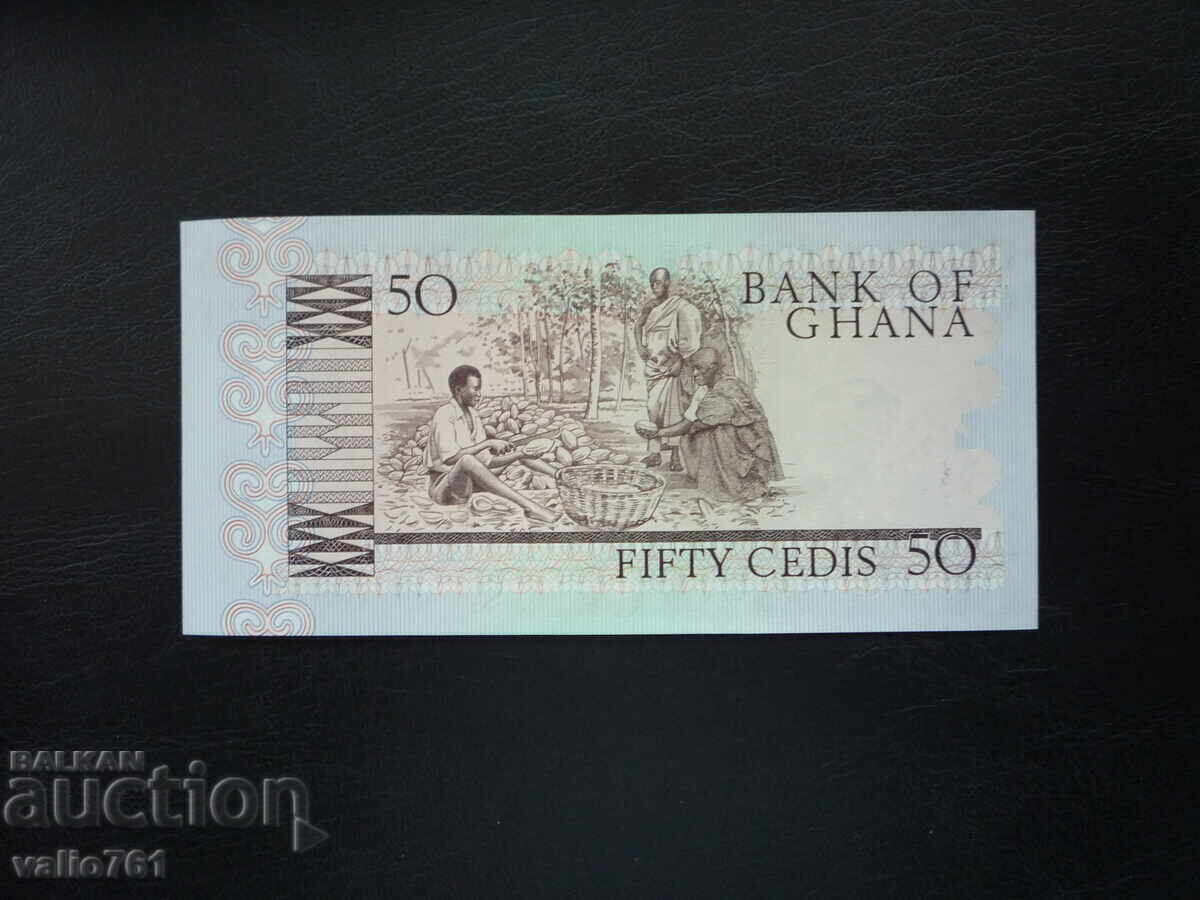 50
BANK OF
GHANA
FIFTY CEDIS 50
BALKAN
auction
valio761